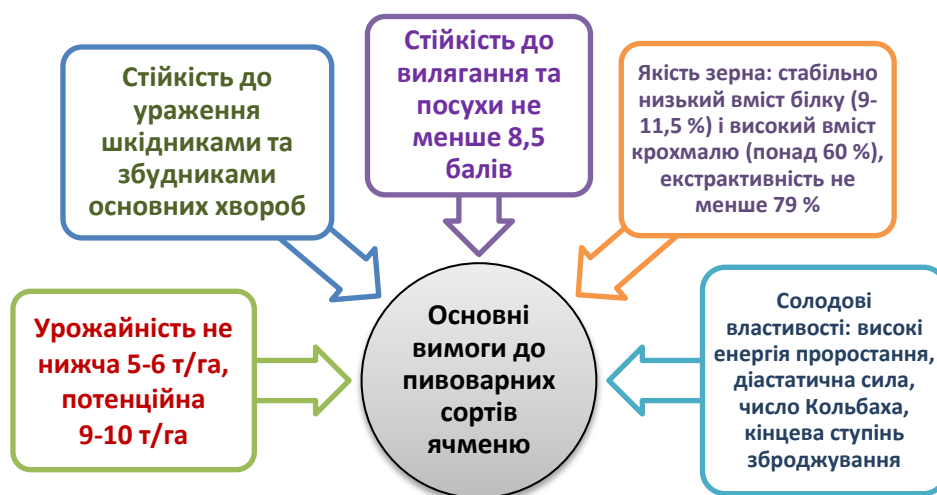 Стійкість до
ураження
шкідниками та
збудниками
основних хвороб
Стійкість до
вилягання та
посухи не
менше 8,5
балів
Якість зерна: стабільно
низький вміст білку (9-
11,5 %) і високий вміст
крохмалю (понад 60 %),
екстрактивність не
менше 79 %
Урожайність не
нижча 5-6 т/га,
потенційна
9-10 т/га
Основні
вимоги до
пивоварних
сортів
ячменю
Солодові
властивості: високі
енергія проростання,
діастатична сила,
число Кольбаха,
кінцева ступінь
зброджування